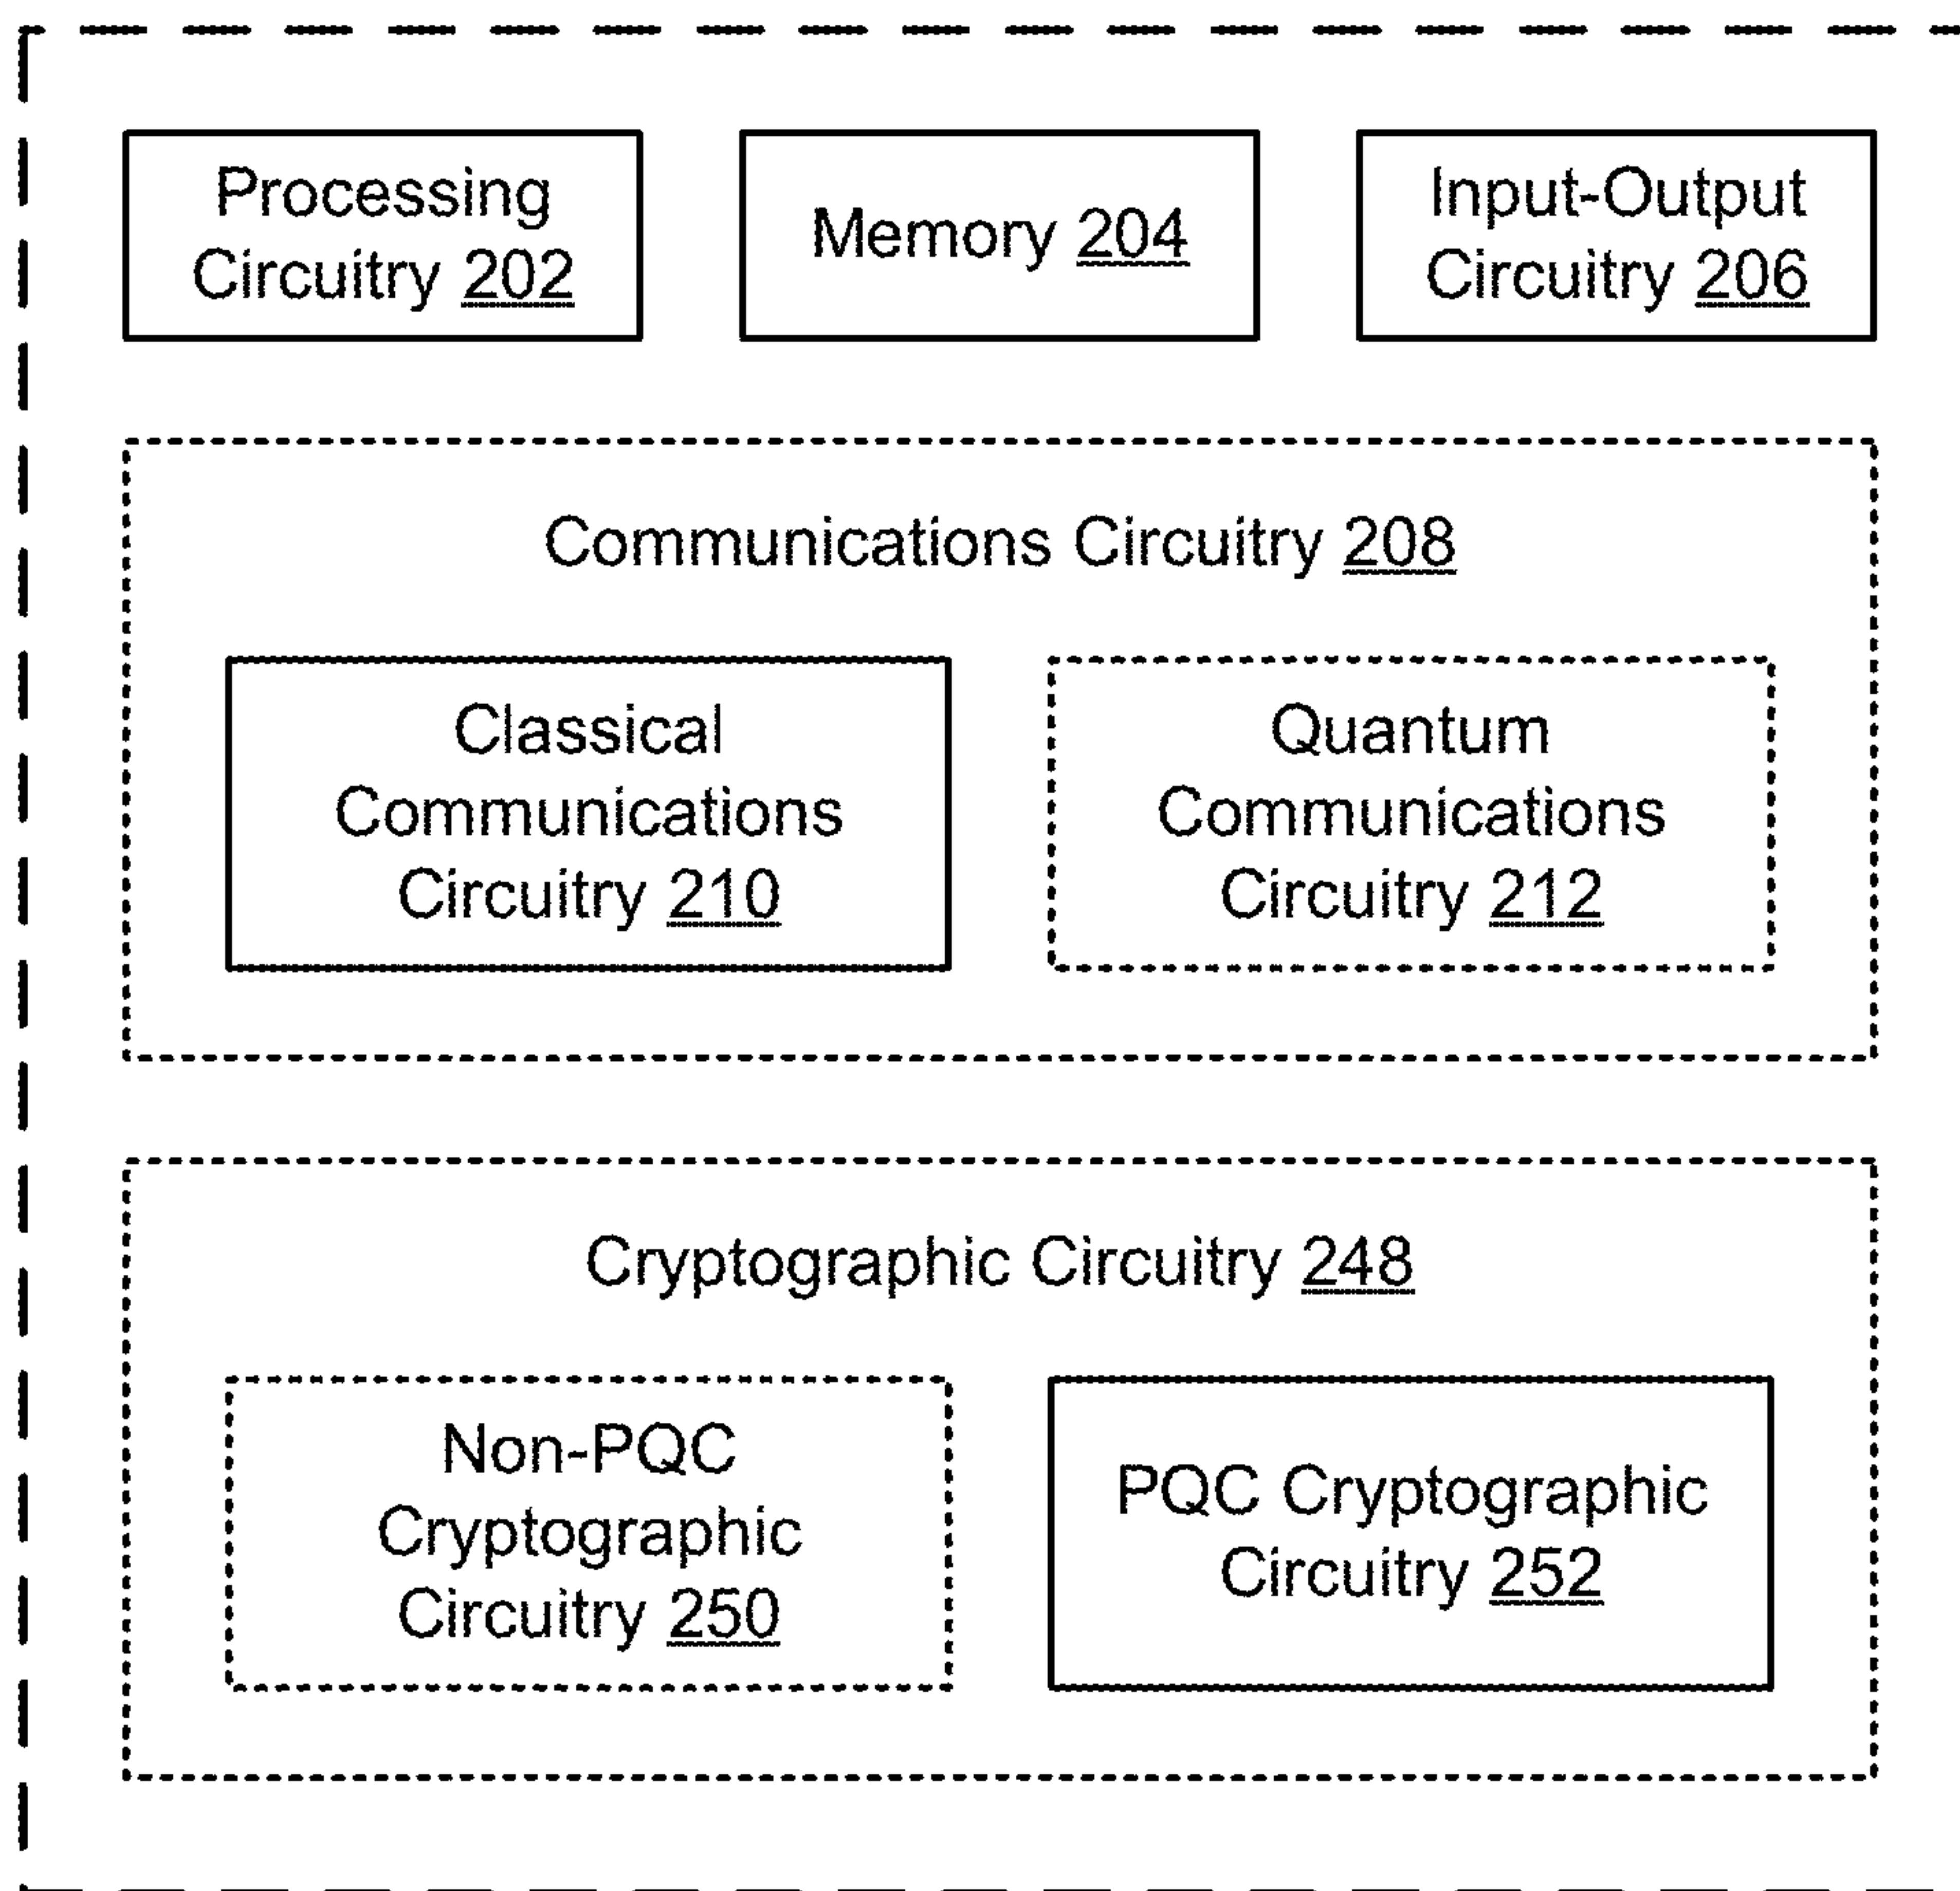 Processing
Circuitry 202
Memory 204
Input-Output
Circuitry 206
Communications Circuitry 208
Classical
Communications
Circuitry 210
Quantum
Communications
Circuitry 212
Cryptographic Circuitry 248
Non-PQC
Cryptographic
Circuitry 250
PQC Cryptographic
Circuitry 252